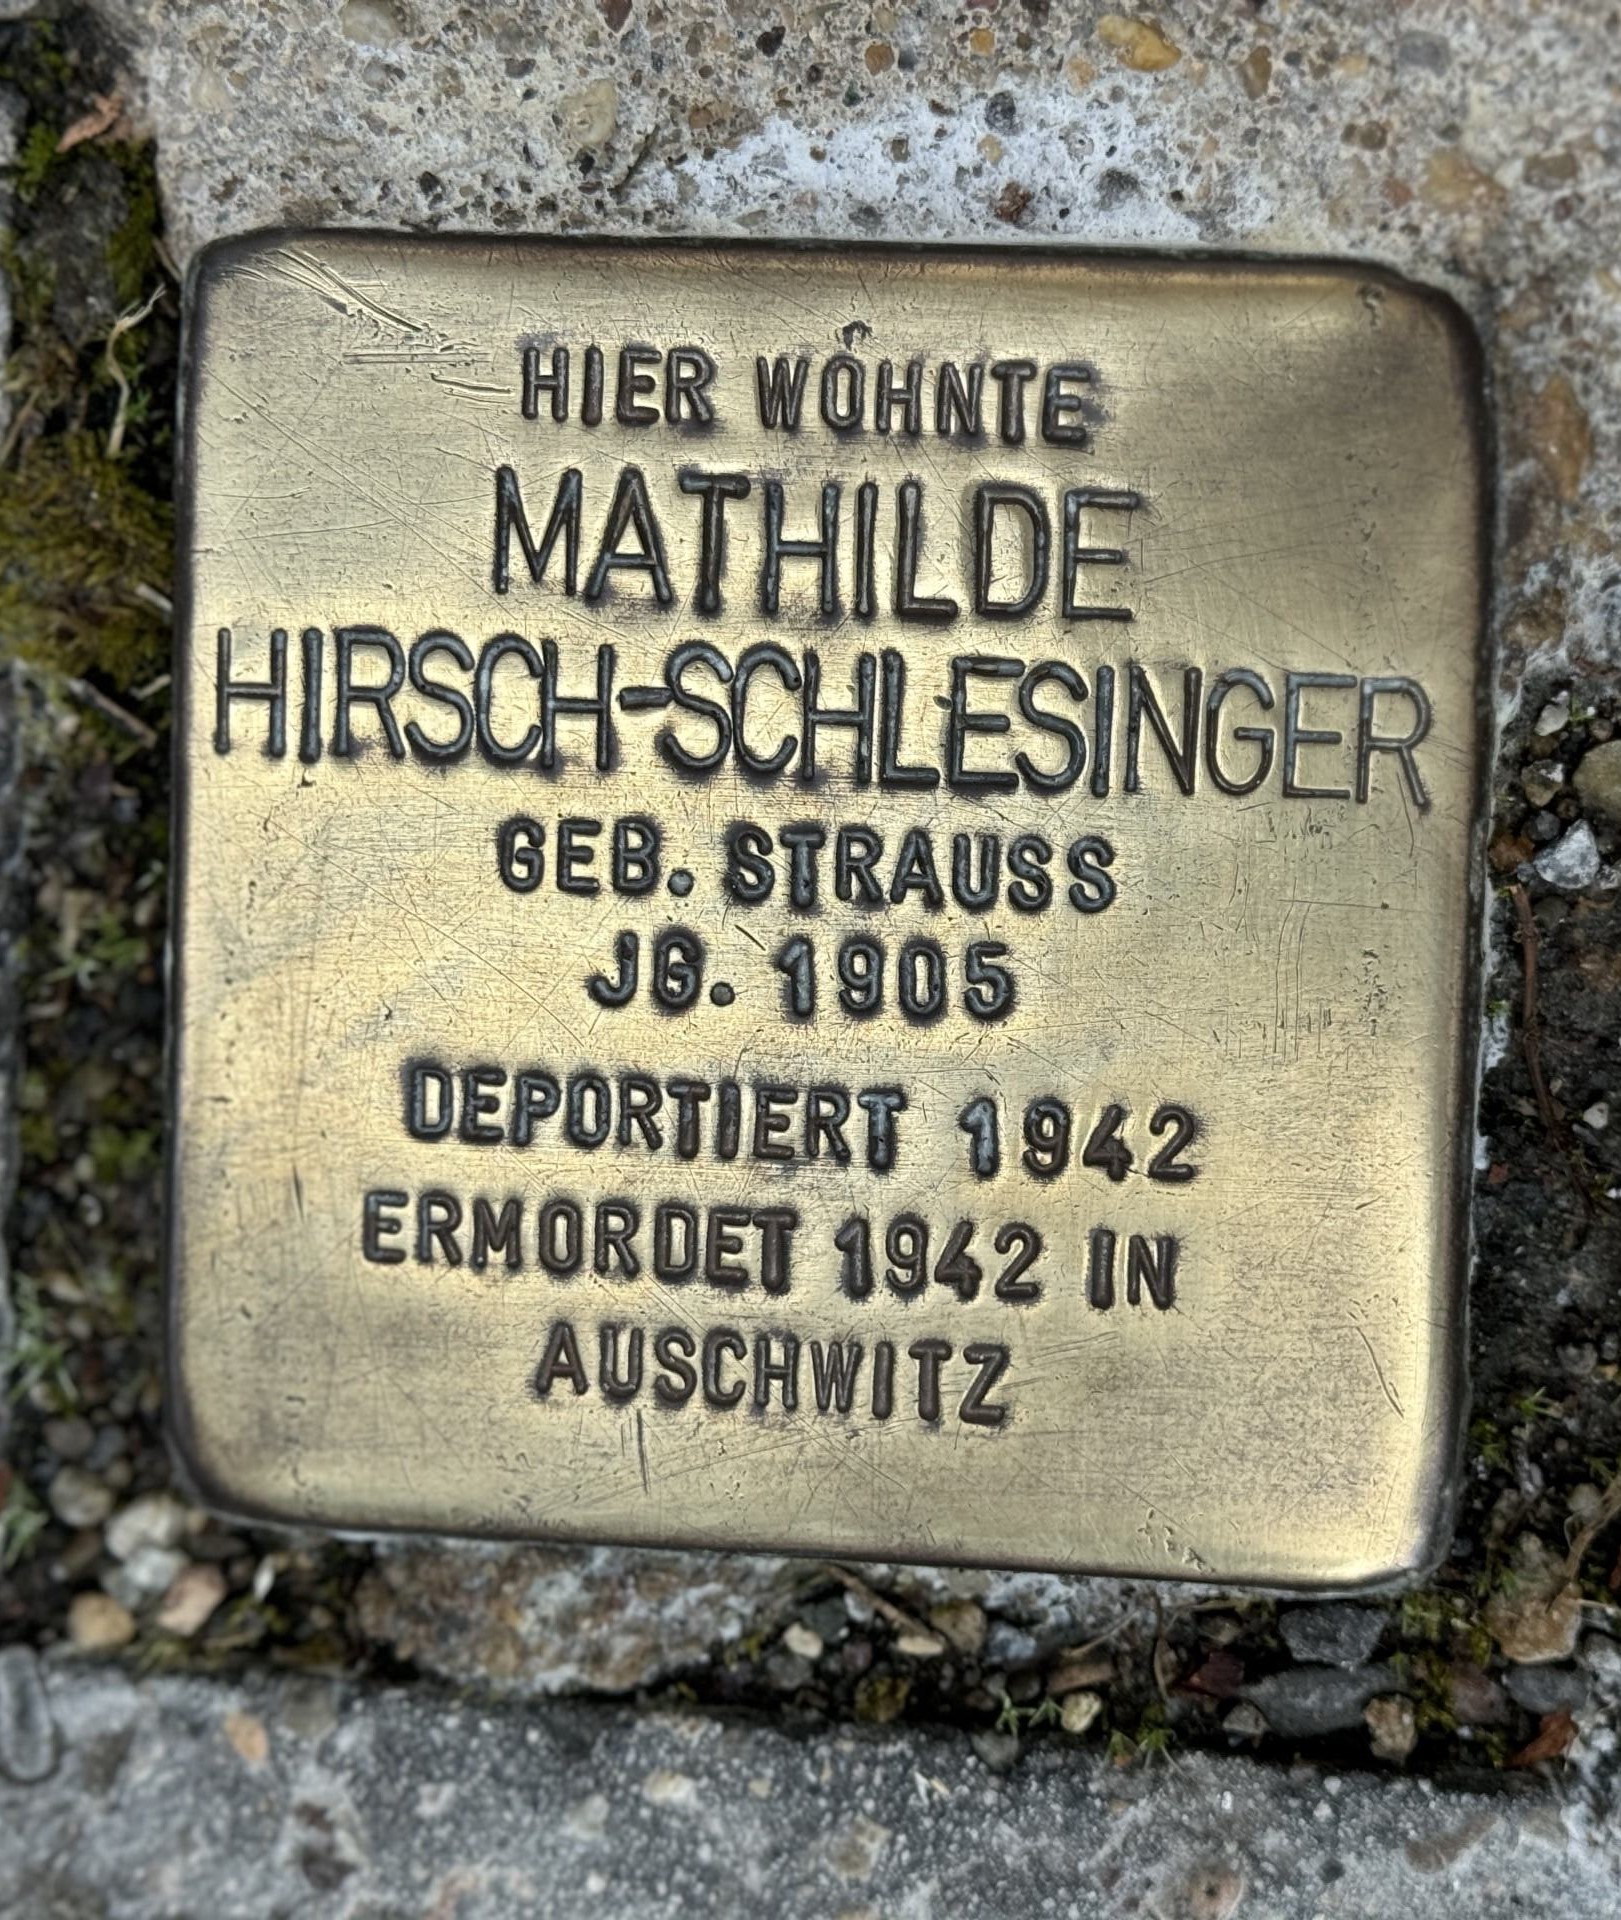 HIER WOHNTE
MATHILDE
HIRSCH-SCHLESINGER
GEB. STRAUSS
JG. 1905
DEPORTIERT 1942
ERMORDET 1942 IN
AUSCHWITZ